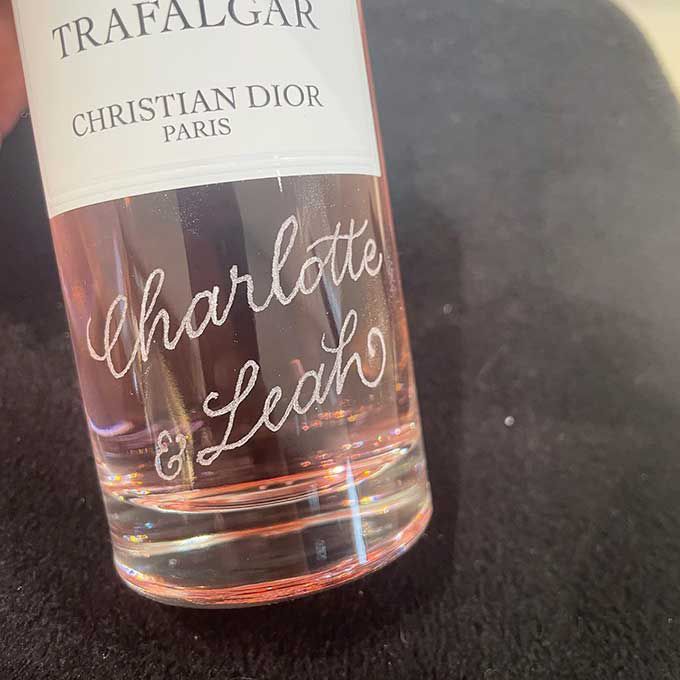 TRAFALGAR
CHRISTIAN DIOR
PARIS
Charlotte
& Leah